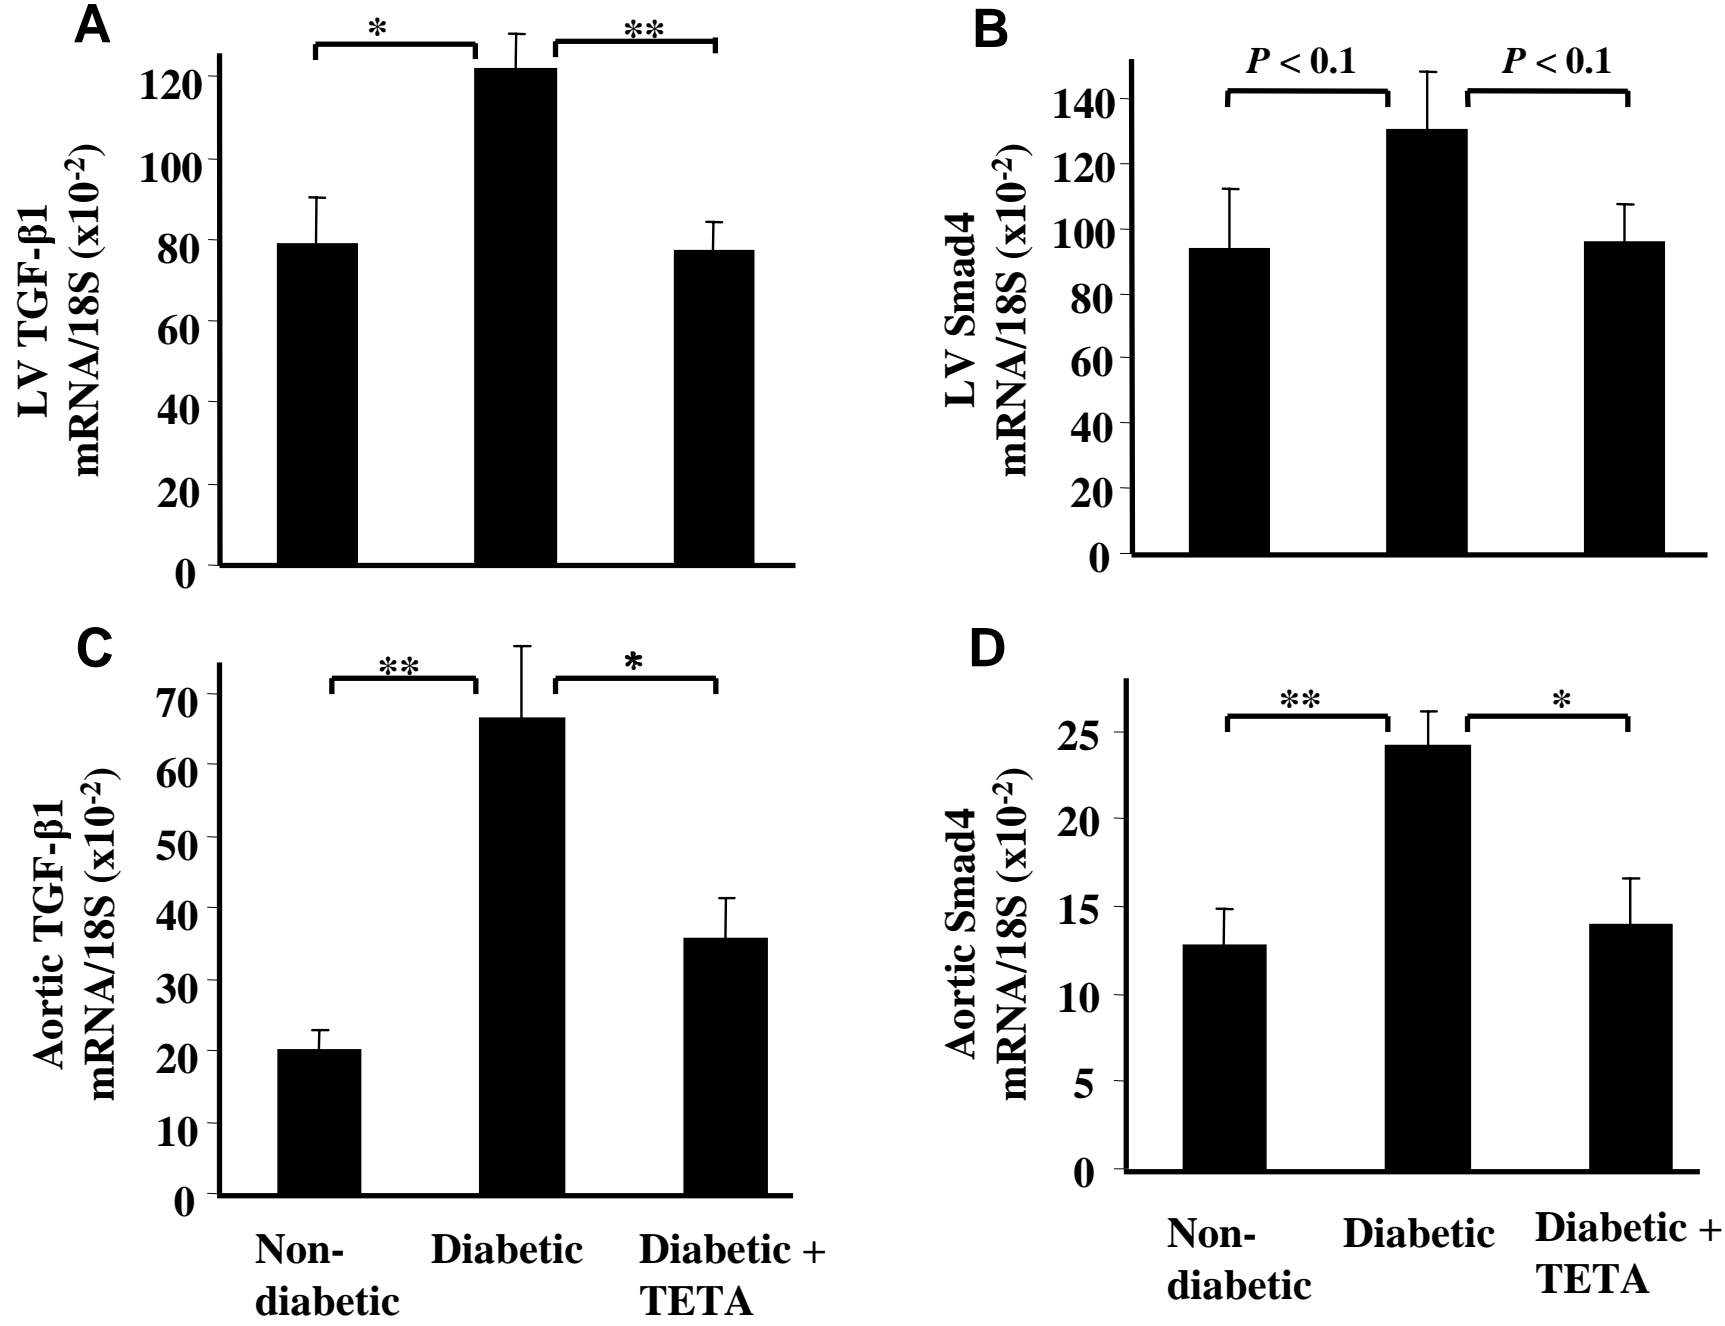 A
* **
LV TGF-β1
mRNA/18S (x10-2)
120
100
80
60
40
20
0
B
P < 0.1 P < 0.1
LV Smad4
mRNA/18S (x10-2)
140
120
100
80
60
40
20
0
C
** *
Aortic TGF-β1
mRNA/18S (x10-2)
70
60
50
40
30
20
10
0
Non-
diabetic
Diabetic
Diabetic +
TETA
D
** *
Aortic Smad4
mRNA/18S (x10-2)
25
20
15
10
5
0
Non-
diabetic
Diabetic
Diabetic +
TETA